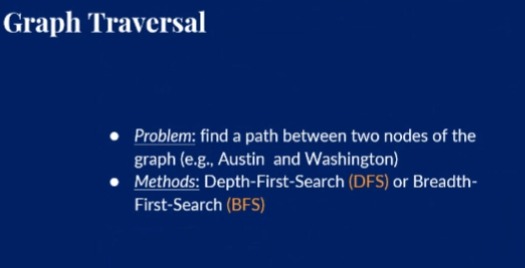 Graph Traversal
• Problem: find a path between two nodes of the
graph (e.g., Austin and Washington)
• Methods: Depth-First-Search (DFS) or Breadth-
First-Search (BFS)